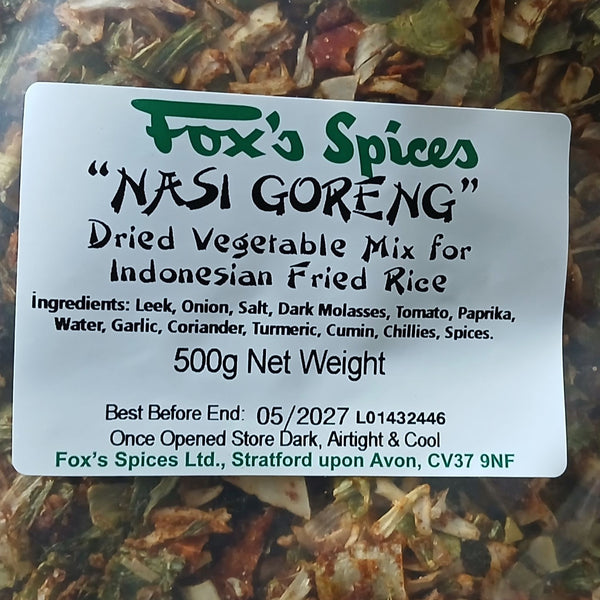 Fox's Spices
"NASI GORENG"
Dried Vegetable Mix for
Indonesian Fried Rice
ingredients: Leek, Onion, Salt, Dark Molasses, Tomato, Paprika,
Water, Garlic, Coriander, Turmeric, Cumin, Chillies, Spices.
500g Net Weight
Best Before End: 05/2027 L01432446
Once Opened Store Dark, Airtight & Cool
Fox's Spices Ltd., Stratford upon Avon, CV37 9NF